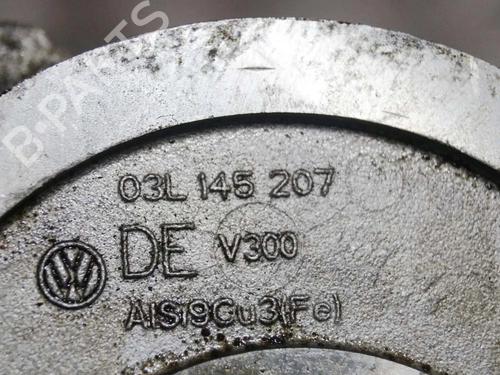 B-PARTS
03L 145 207
DE V300
AlSi9Cu3(Fe)